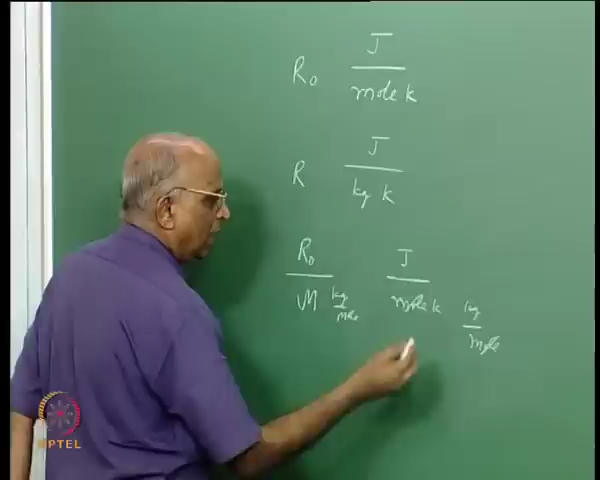 R₀ J
mole K
R J
kg K
R₀ J
M kg mole K kg
mole mole
NPTEL